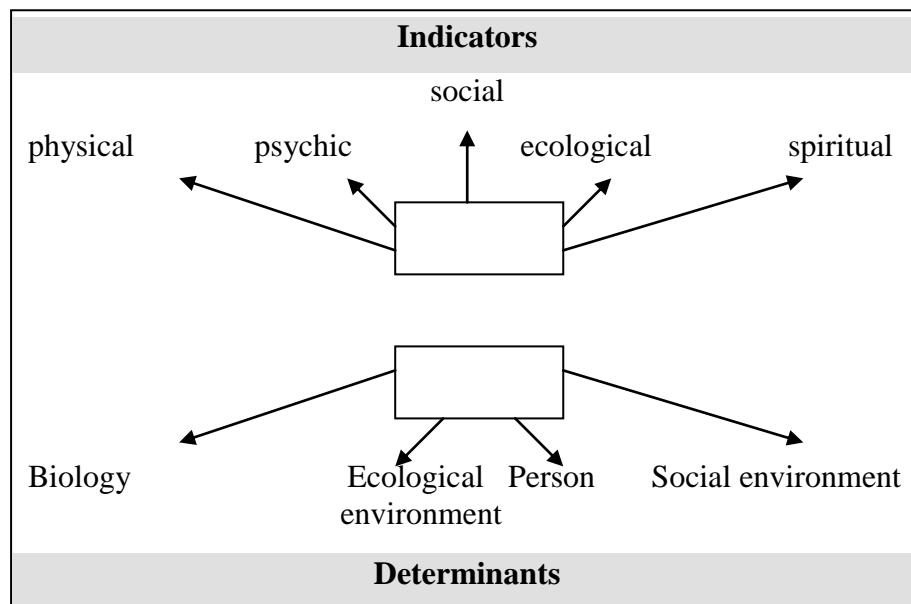 Indicators
social
physical psychic ecological spiritual
Biology Ecological Person Social environment
environment
Determinants